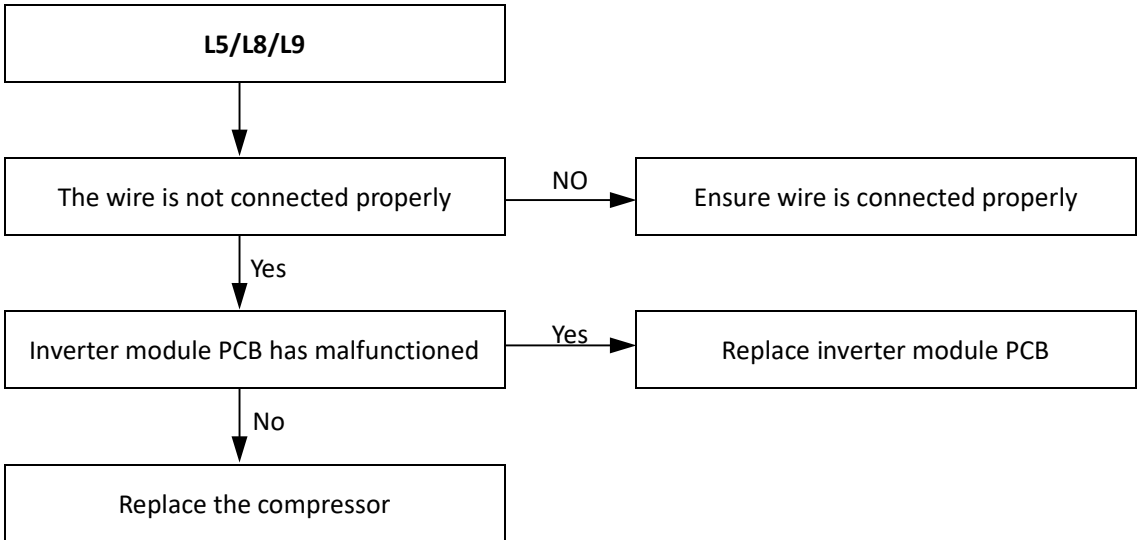 L5/L8/L9
The wire is not connected properly
NO
Ensure wire is connected properly
Yes
Inverter module PCB has malfunctioned
Yes
Replace inverter module PCB
No
Replace the compressor